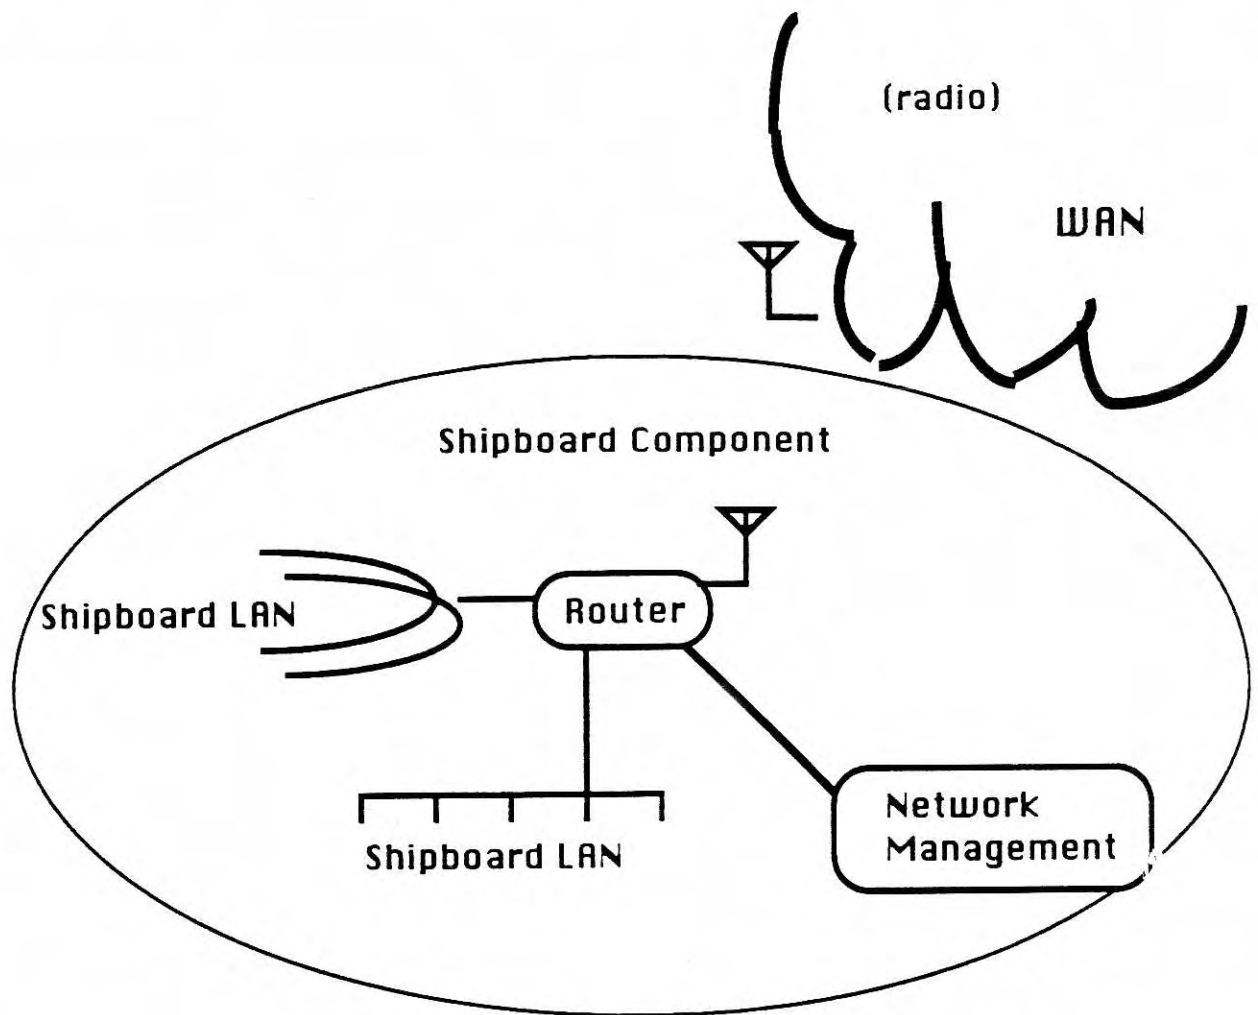 (radio)
WAN
Shipboard Component
Shipboard LAN
Router
Network
Management
Shipboard LAN